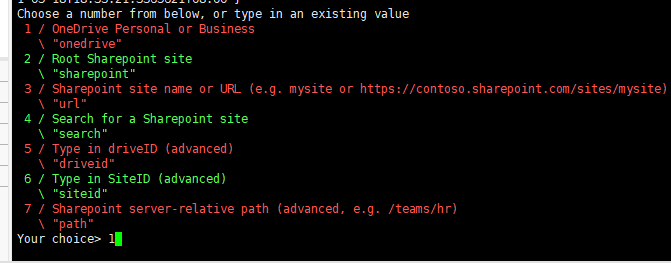 Choose a number from below, or type in an existing value
1 / OneDrive Personal or Business
\ "onedrive"
2 / Root Sharepoint site
\ "sharepoint"
3 / Sharepoint site name or URL (e.g. mysite or https://contoso.sharepoint.com/sites/mysite)
\ "url"
4 / Search for a Sharepoint site
\ "search"
5 / Type in driveID (advanced)
\ "driveid"
6 / Type in SiteID (advanced)
\ "siteid"
7 / Sharepoint server-relative path (advanced, e.g. /teams/hr)
\ "path"
Your choice> 1